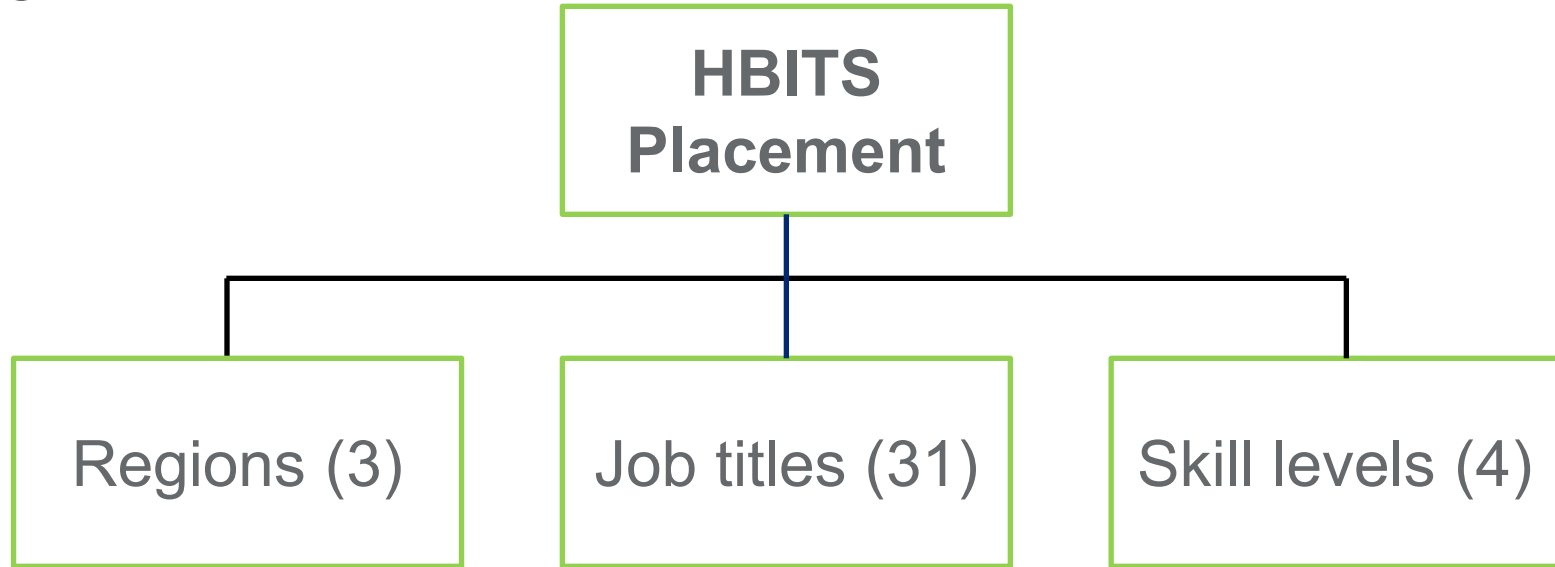 HBITS
Placement
Regions (3)
Job titles (31)
Skill levels (4)